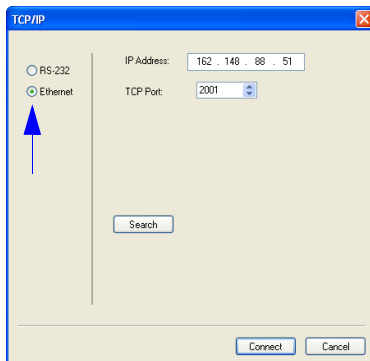 TCP/IP
RS-232
Ethernet
IP Address: 162 . 148 . 88 . 51
TCP Port: 2001
Search
Connect Cancel